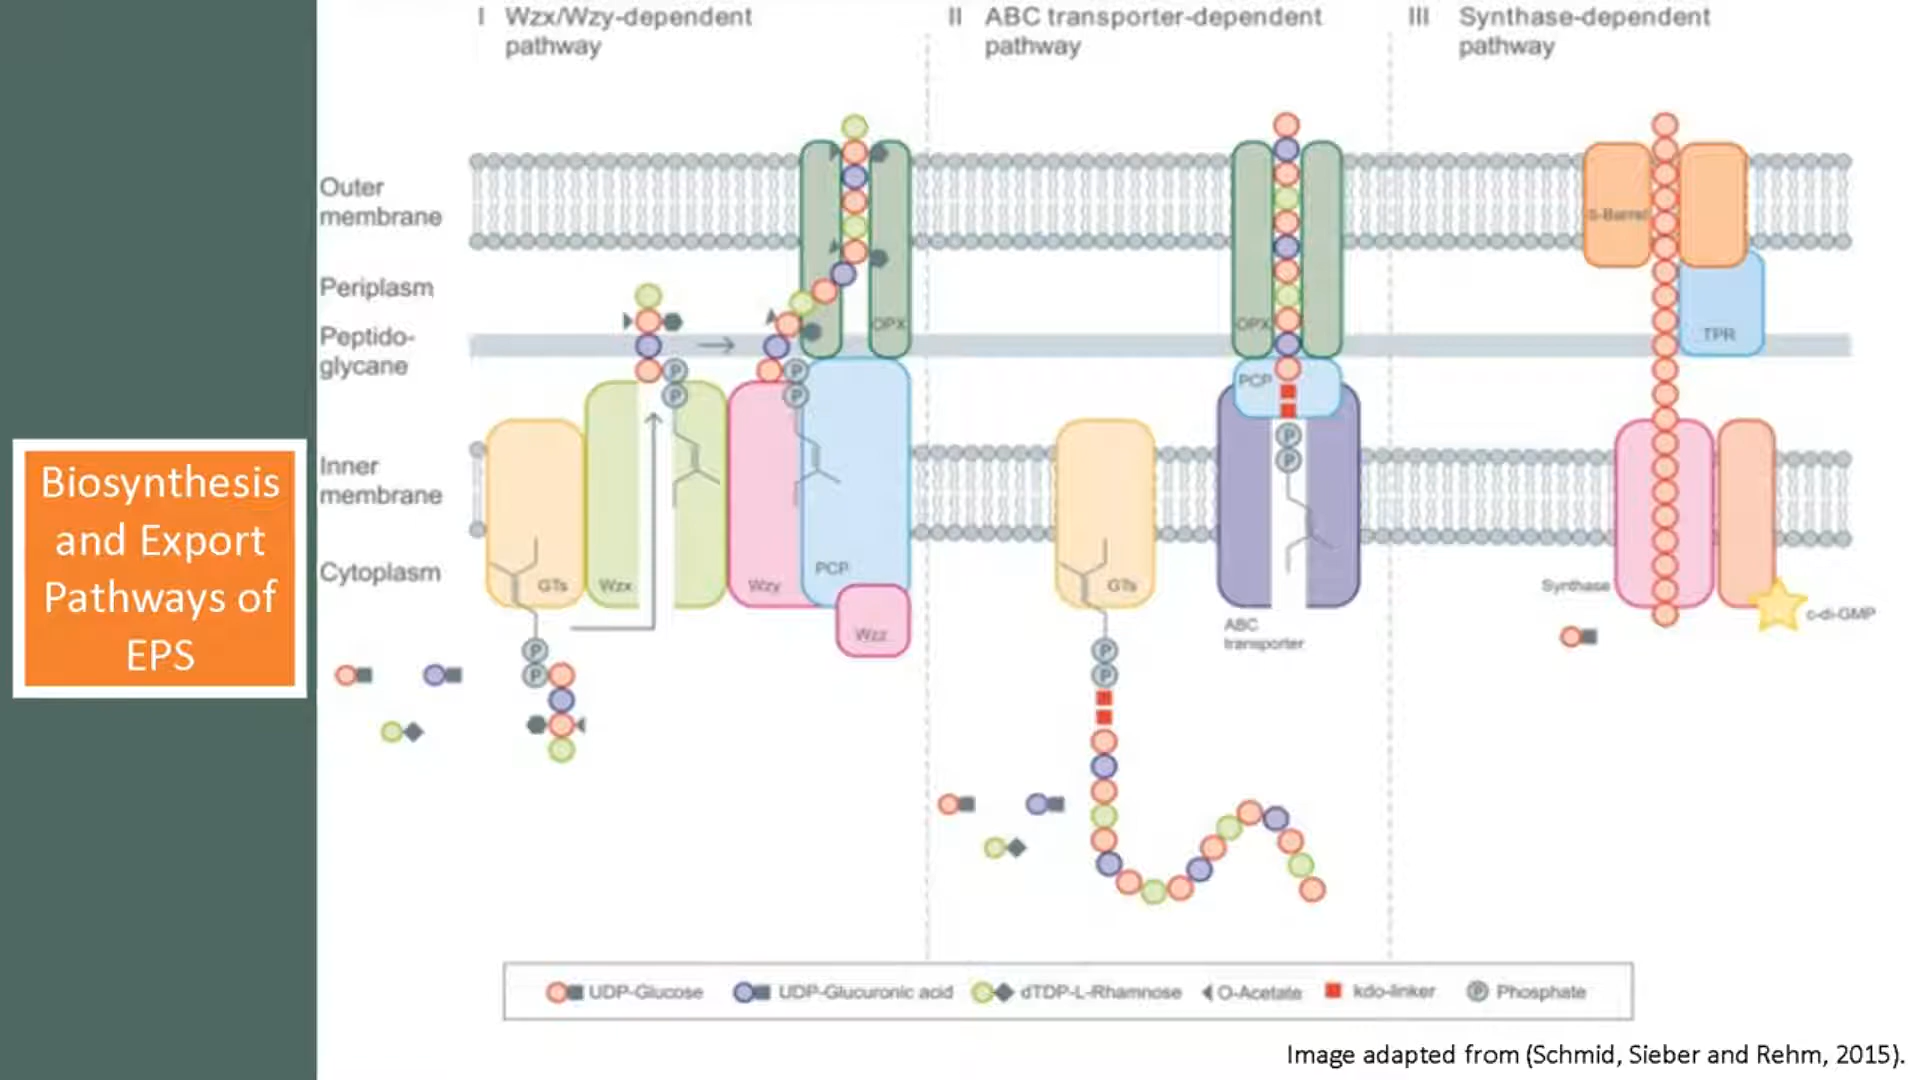 I Wzx/Wzy-dependent
pathway
II ABC transporter-dependent
pathway
III Synthase-dependent
pathway
Outer
membrane
Periplasm
Peptido-
glycane
Inner
membrane
Cytoplasm
Biosynthesis
and Export
Pathways of
EPS
OPX
P
P
P
P
GTs
Wzx
Wzy
PCP
Wzz
P
P
OPX
PCP
P
P
GTs
ABC
transporter
P
P
ß-Barrel
TPR
Synthase
c-di-GMP
UDP-Glucose
UDP-Glucuronic acid
dTDP-L-Rhamnose
O-Acetate
kdo-linker
P Phosphate
Image adapted from (Schmid, Sieber and Rehm, 2015).